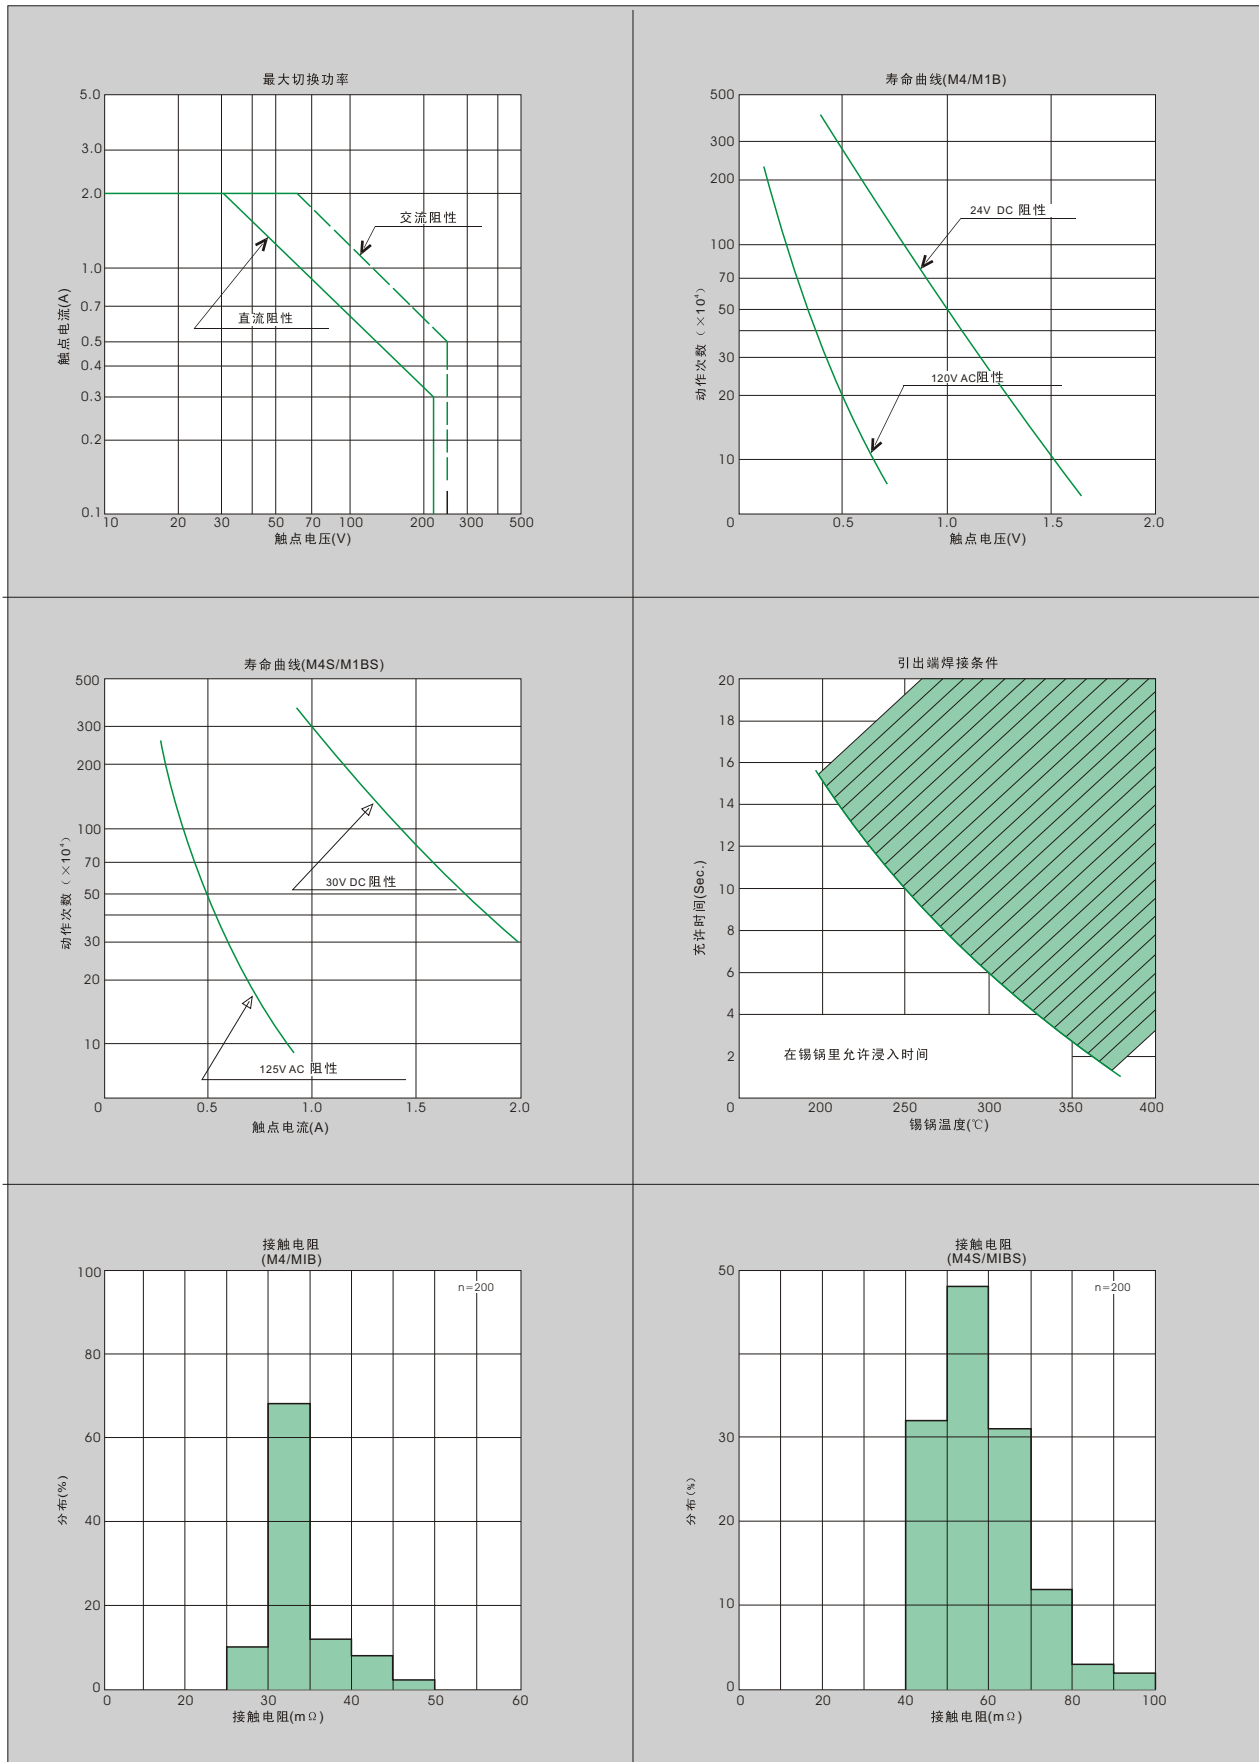 最大切换功率
5.0
3.0
2.0
1.0
0.7
0.5
0.4
0.3
0.2
0.1
触点电流(A)
交流阻性
直流阻性
10 20 30 50 70 100 200 300 500
触点电压(V)
寿命曲线(M4/M1B)
500
300
200
100
70
50
30
20
10
0
动作次数（×10⁴）
24V DC 阻性
120V AC阻性
0.5 1.0 1.5 2.0
触点电压(V)
寿命曲线(M4S/M1BS)
500
300
200
100
70
50
30
20
10
0
动作次数（×10⁴）
30V DC 阻性
125V AC 阻性
0.5 1.0 1.5 2.0
触点电流(A)
引出端焊接条件
20
18
16
14
12
10
8
6
4
2
0
充许时间(Sec.)
在锡锅里允许浸入时间
200 250 300 350 400
锡锅温度(℃)
接触电阻
(M4/MIB)
n=200
100
80
60
40
20
0
分布(%)
0 20 30 40 50 60
接触电阻(mΩ)
接触电阻
(M4S/MIBS)
n=200
50
30
20
10
0
分布(%)
0 20 40 60 80 100
接触电阻(mΩ)